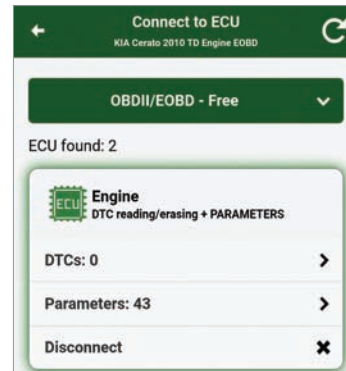 Connect to ECU
KIA Cerato 2010 TD Engine EOBD
OBDII/EOBD - Free
ECU found: 2
ECU
Engine
DTC reading/erasing + PARAMETERS
DTCs: 0
Parameters: 43
Disconnect